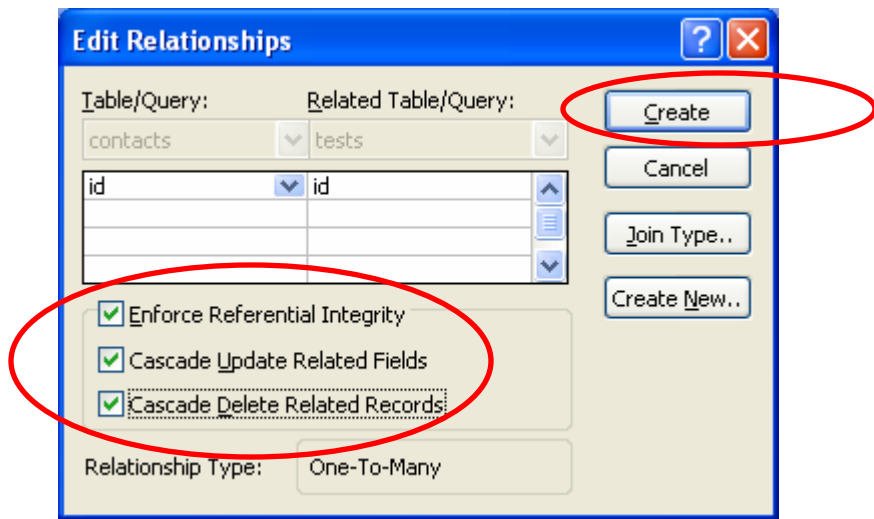 Edit Relationships
Table/Query: Related Table/Query:
contacts tests
id id
Create
Cancel
Join Type..
Create New..
Enforce Referential Integrity
Cascade Update Related Fields
Cascade Delete Related Records
Relationship Type: One-To-Many